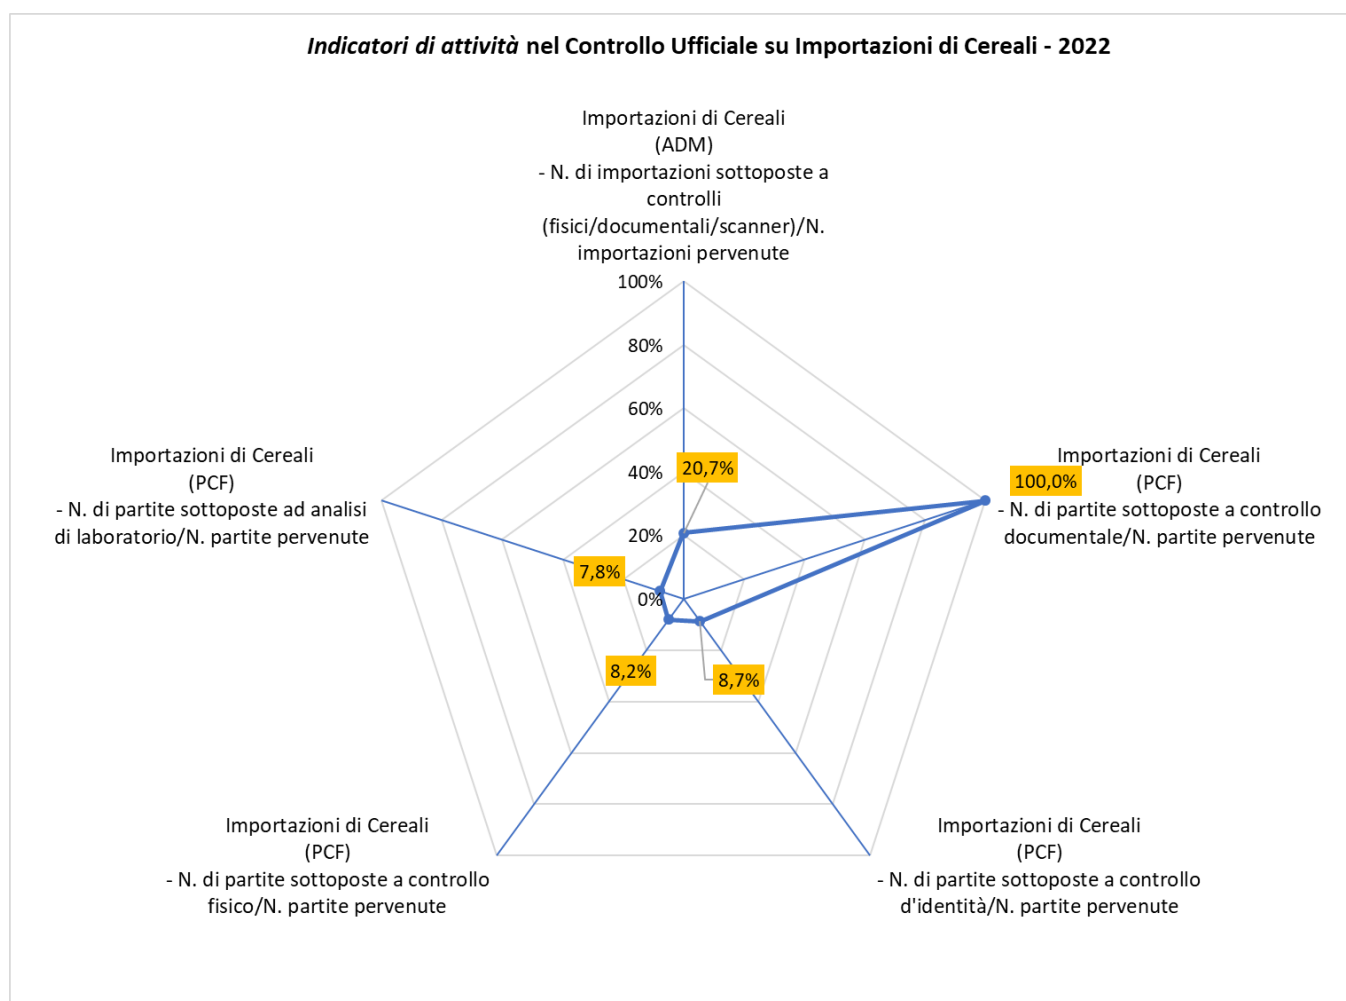 Indicatori di attività nel Controllo Ufficiale su Importazioni di Cereali - 2022
Importazioni di Cereali
(ADM)
- N. di importazioni sottoposte a
controlli
(fisici/documentali/scanner)/N.
importazioni pervenute
100%
80%
60%
40%
20%
0%
20,7%
100,0%
Importazioni di Cereali
(PCF)
- N. di partite sottoposte a controllo
documentale/N. partite pervenute
Importazioni di Cereali
(PCF)
- N. di partite sottoposte ad analisi
di laboratorio/N. partite pervenute
7,8%
8,2%
8,7%
Importazioni di Cereali
(PCF)
- N. di partite sottoposte a controllo
fisico/N. partite pervenute
Importazioni di Cereali
(PCF)
- N. di partite sottoposte a controllo
d'identità/N. partite pervenute